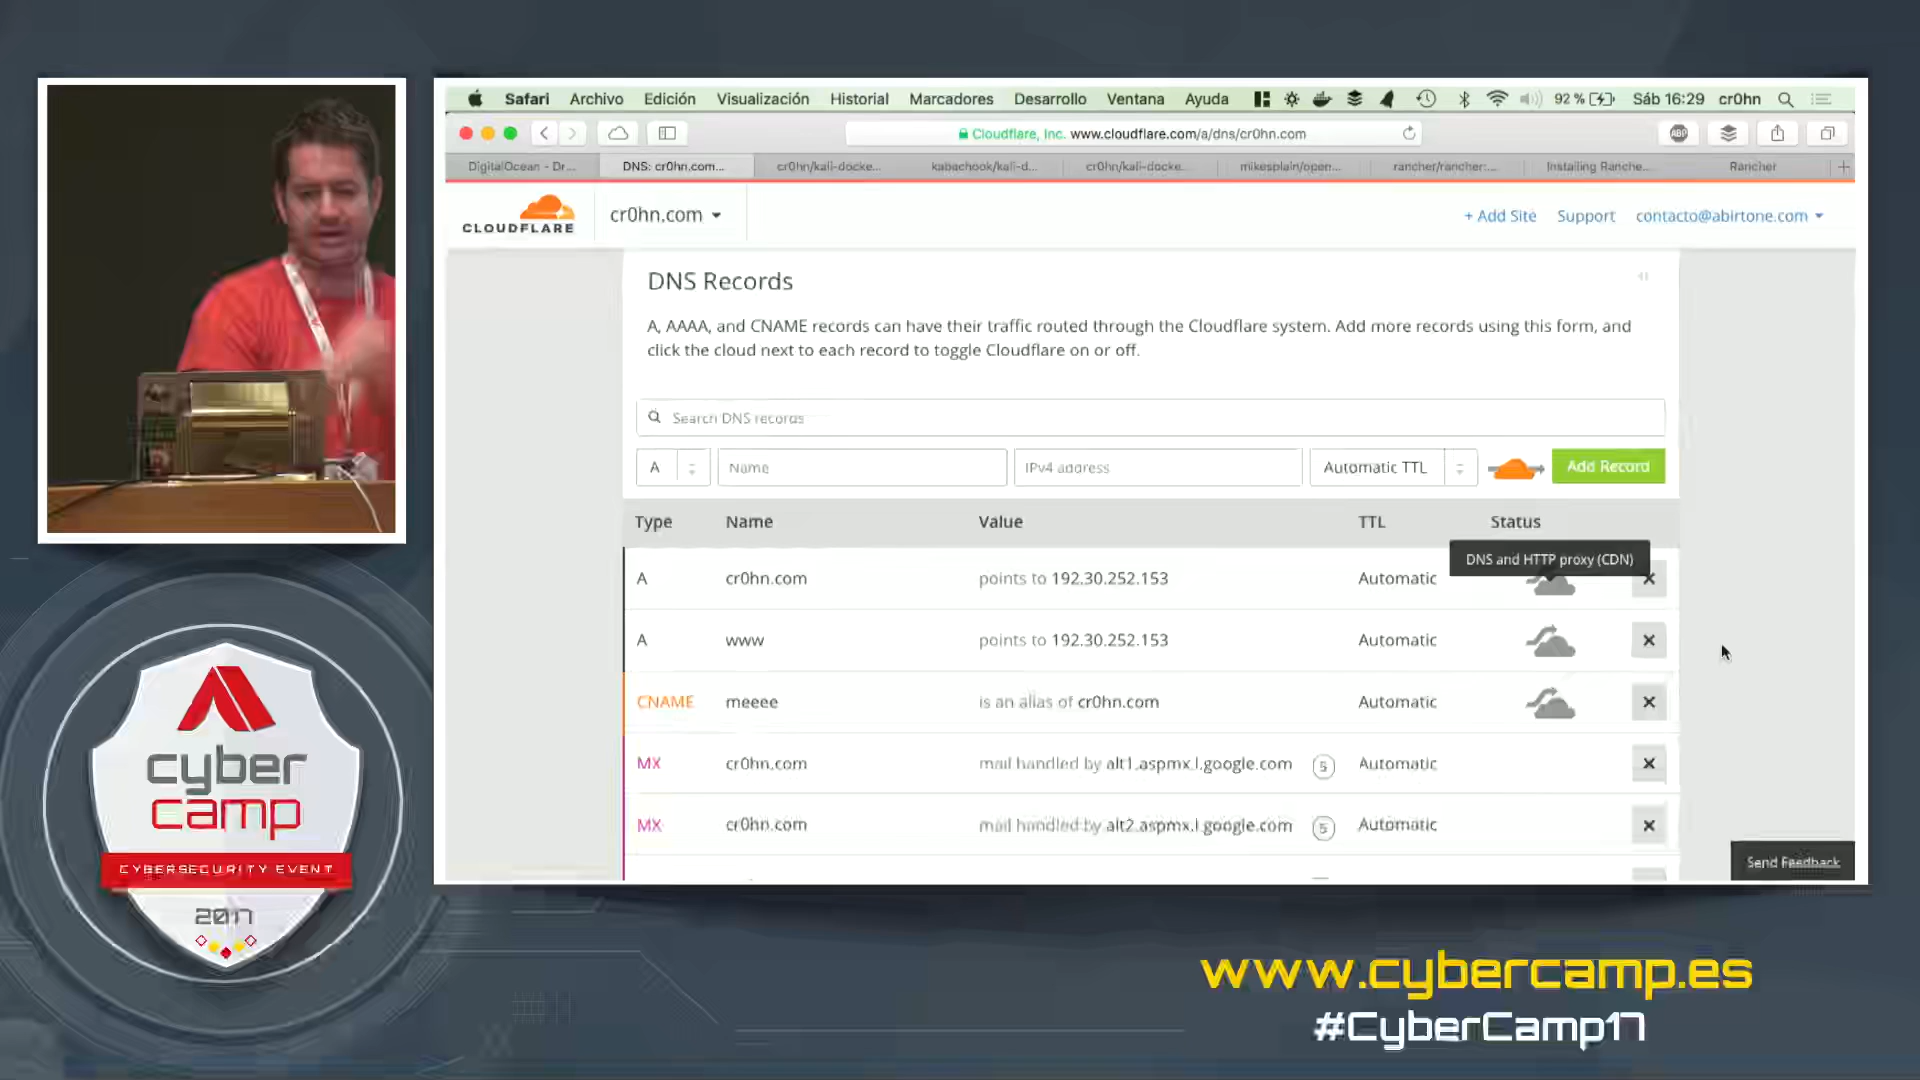 Safari Archivo Edición Visualización Historial Marcadores Desarrollo Ventana Ayuda 92 % Sáb 16:29 cr0hn
Cloudflare, Inc. www.cloudflare.com/a/dns/cr0hn.com
ABP
DigitalOcean - Dr... DNS: cr0hn.com... cr0hn/kali-docke... kabachook/kali-d... cr0hn/kali-docke... mikesplain/open... rancher/rancher:... Installing Ranche... Rancher
CLOUDFLARE cr0hn.com + Add Site Support contacto@abirtone.com
DNS Records
A, AAAA, and CNAME records can have their traffic routed through the Cloudflare system. Add more records using this form, and
click the cloud next to each record to toggle Cloudflare on or off.
Search DNS records
A Name IPv4 address Automatic TTL Add Record
Type Name Value TTL Status
DNS and HTTP proxy (CDN)
A cr0hn.com points to 192.30.252.153 Automatic
A www points to 192.30.252.153 Automatic
CNAME meeee is an alias of cr0hn.com Automatic
MX cr0hn.com mail handled by alt1.aspmx.l.google.com 5 Automatic
MX cr0hn.com mail handled by alt2.aspmx.l.google.com 5 Automatic
Send Feedback
cyber
camp
CYBERSECURITY EVENT
2017
www.cybercamp.es
#CyberCamp17